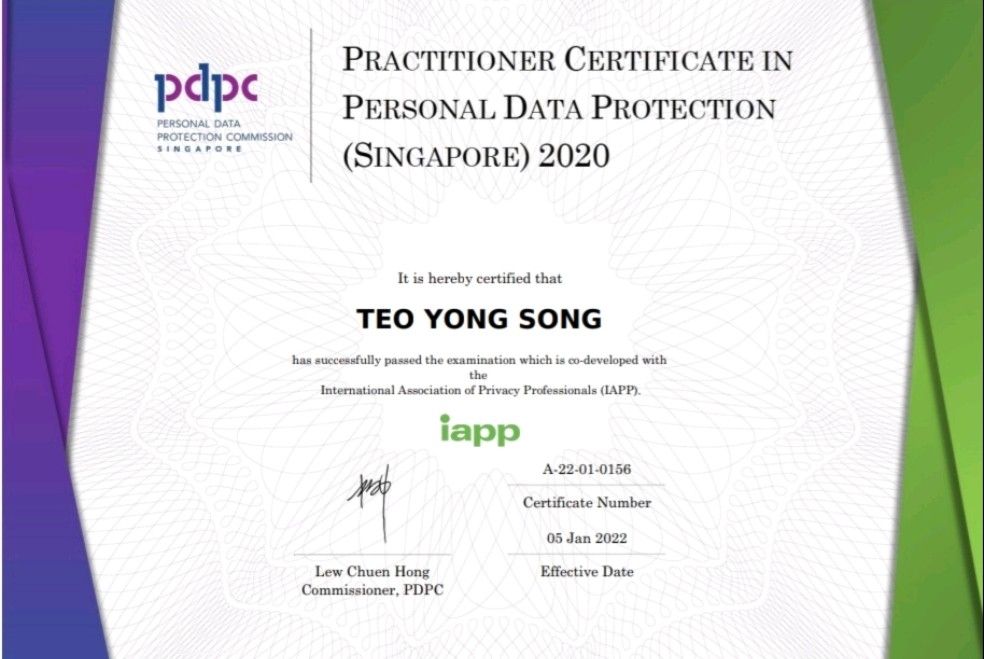 pdpc
PERSONAL DATA
PROTECTION COMMISSION
SINGAPORE
PRACTITIONER CERTIFICATE IN
PERSONAL DATA PROTECTION
(SINGAPORE) 2020
It is hereby certified that
TEO YONG SONG
has successfully passed the examination which is co-developed with
the
International Association of Privacy Professionals (IAPP).
iapp
A-22-01-0156
Certificate Number
05 Jan 2022
Effective Date
Lew Chuen Hong
Commissioner, PDPC